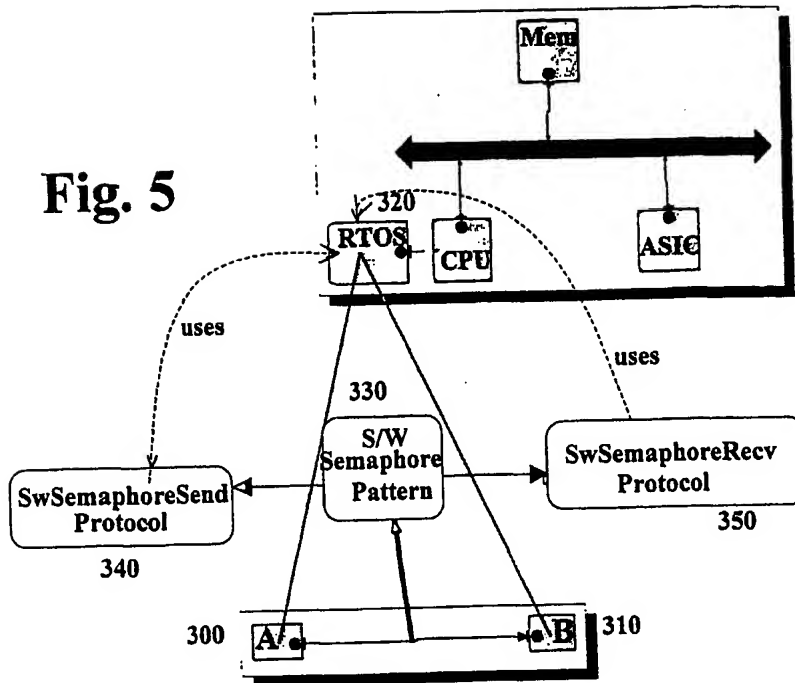 Mem
Fig. 5
320
RTOS
CPU
ASIC
uses
uses
330
S/W
Semaphore
Pattern
SwSemaphoreSend
Protocol
340
SwSemaphoreRecv
Protocol
350
300
A
B
310